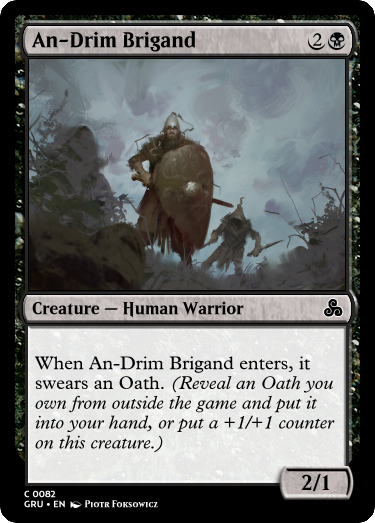 An-Drim Brigand 2
Creature — Human Warrior
When An-Drim Brigand enters, it
swears an Oath. (Reveal an Oath you
own from outside the game and put it
into your hand, or put a +1/+1 counter
on this creature.)
2/1
C 0082
GRU • EN Piotr Foksowicz